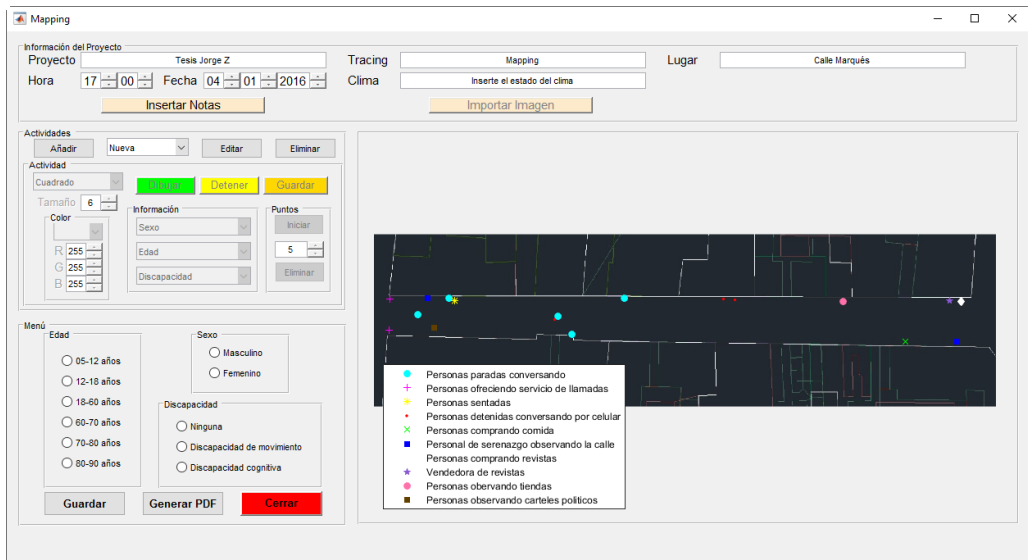 Mapping
Información del Proyecto
Proyecto Tesis Jorge Z Tracing Mapping Lugar Calle Marqués
Hora 17 00 Fecha 04 01 2016 Clima Inserte el estado del clima
Insertar Notas Importar Imagen
Actividades
Añadir Nueva Editar Eliminar
Actividad
Cuadrado Dibujar Detener Guardar
Tamaño 6
Color Información Puntos
Sexo Iniciar
R 255 Edad 5
G 255
B 255 Discapacidad Eliminar
Menú
Edad Sexo
05-12 años Masculino
12-18 años Femenino
18-60 años Discapacidad
60-70 años Ninguna
70-80 años Discapacidad de movimiento
80-90 años Discapacidad cognitiva
Guardar Generar PDF Cerrar
Personas paradas conversando
Personas ofreciendo servicio de llamadas
Personas sentadas
Personas detenidas conversando por celular
Personas comprando comida
Personal de serenazgo observando la calle
Personas comprando revistas
Vendedora de revistas
Personas obervando tiendas
Personas observando carteles politicos